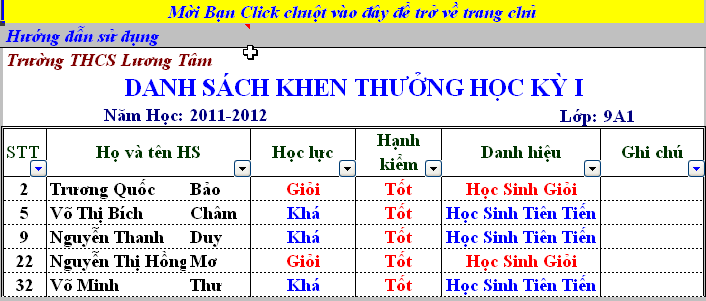 Mời Bạn Click chuột vào đây để trở về trang chủ
Hướng dẫn sử dụng
Trường THCS Lương Tâm
DANH SÁCH KHEN THƯỞNG HỌC KỲ I
Năm Học: 2011-2012 Lớp: 9A1
STT Họ và tên HS Học lực Hạnh kiểm Danh hiệu Ghi chú
2 Trương Quốc Bảo Giỏi Tốt Học Sinh Giỏi
5 Võ Thị Bích Châm Khá Tốt Học Sinh Tiên Tiến
9 Nguyễn Thanh Duy Khá Tốt Học Sinh Tiên Tiến
22 Nguyễn Thị Hồng Mơ Giỏi Tốt Học Sinh Giỏi
32 Võ Minh Thư Khá Tốt Học Sinh Tiên Tiến